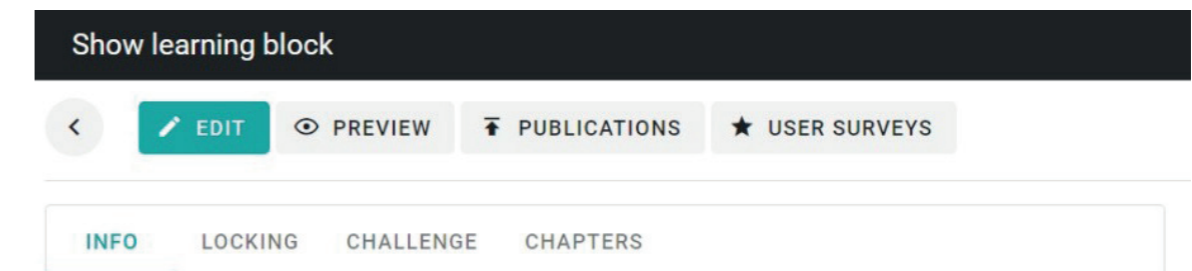 Show learning block
EDIT PREVIEW PUBLICATIONS USER SURVEYS
INFO LOCKING CHALLENGE CHAPTERS